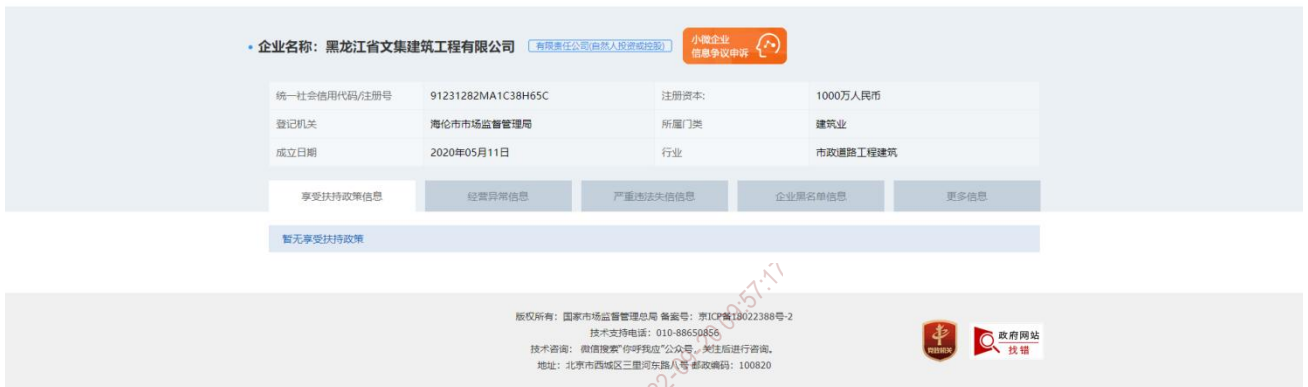 • 企业名称：黑龙江省文集建筑工程有限公司 有限责任公司(自然人投资或控股) 小微企业
信息争议申诉
统一社会信用代码/注册号 91231282MA1C38H65C 注册资本: 1000万人民币
登记机关 海伦市市场监督管理局 所属门类 建筑业
成立日期 2020年05月11日 行业 市政道路工程建筑
享受扶持政策信息 经营异常信息 严重违法失信信息 企业黑名单信息 更多信息
暂无享受扶持政策
版权所有：国家市场监督管理总局 备案号：京ICP备18022388号-2
技术支持电话：010-88650856
技术咨询： 微信搜索“你呼我应”公众号，关注后进行咨询。
地址：北京市西城区三里河东路八号 邮政编码：100820
党政机关
政府网站
找错
02-09-20 09:57:17